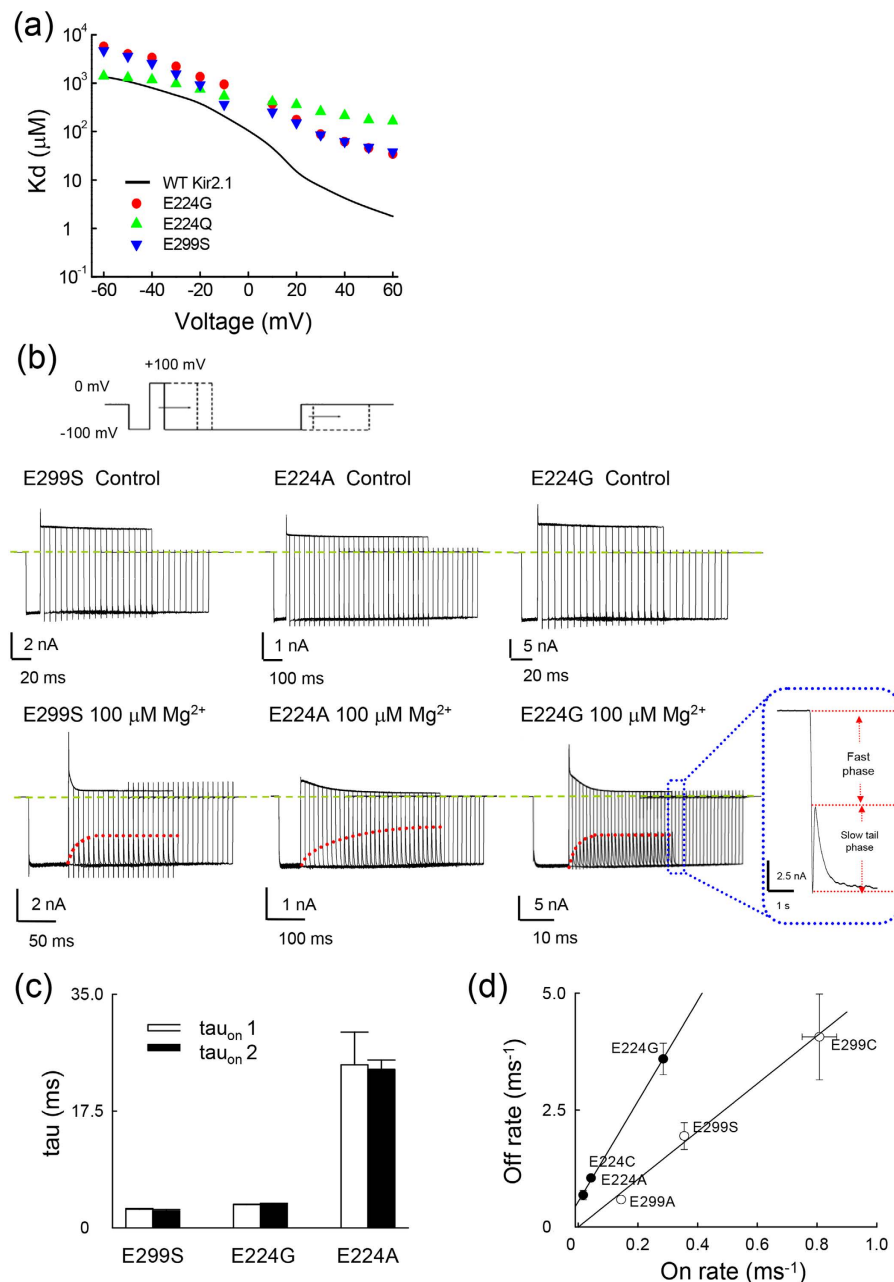 (a)
Kd (μM)
10⁴
10³
10²
10
1
10⁻¹
WT Kir2.1
E224G
E224Q
E299S
-60 -40 -20 0 20 40 60
Voltage (mV)
(b)
+100 mV
0 mV
-100 mV
E299S Control
E224A Control
E224G Control
2 nA
20 ms
1 nA
100 ms
5 nA
20 ms
E299S 100 μM Mg²⁺
E224A 100 μM Mg²⁺
E224G 100 μM Mg²⁺
Fast
phase
Slow tail
phase
2.5 nA
1 s
2 nA
50 ms
1 nA
100 ms
5 nA
10 ms
(c)
tau (ms)
35.0
17.5
0
tauon 1
tauon 2
E299S E224G E224A
(d)
Off rate (ms⁻¹)
5.0
2.5
0
E224G
E299C
E299S
E224C
E224A
E299A
0 0.2 0.4 0.6 0.8 1.0
On rate (ms⁻¹)